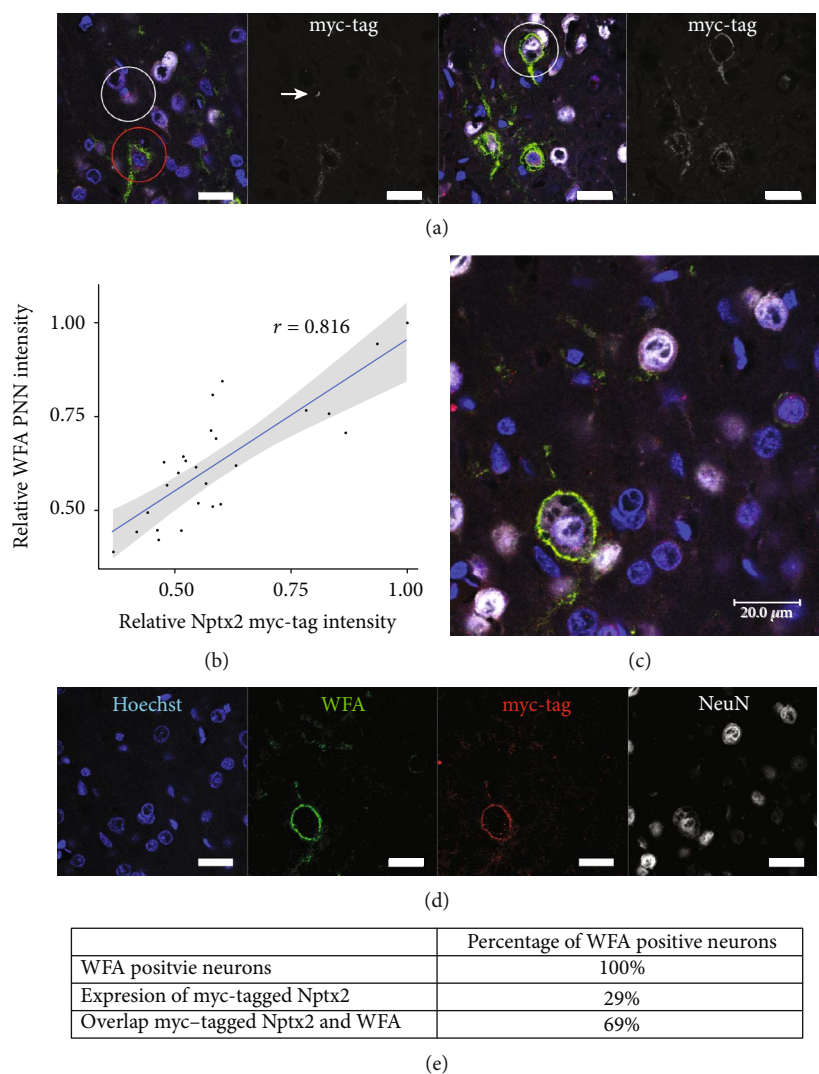 myc-tag
myc-tag
(a)
Relative WFA PNN intensity
1.00
0.75
0.50
r = 0.816
0.50
0.75
1.00
Relative Nptx2 myc-tag intensity
(b)
20.0 μm
(c)
Hoechst
WFA
myc-tag
NeuN
(d)
Percentage of WFA positive neurons
WFA positvie neurons 100%
Expresion of myc-tagged Nptx2 29%
Overlap myc–tagged Nptx2 and WFA 69%
(e)